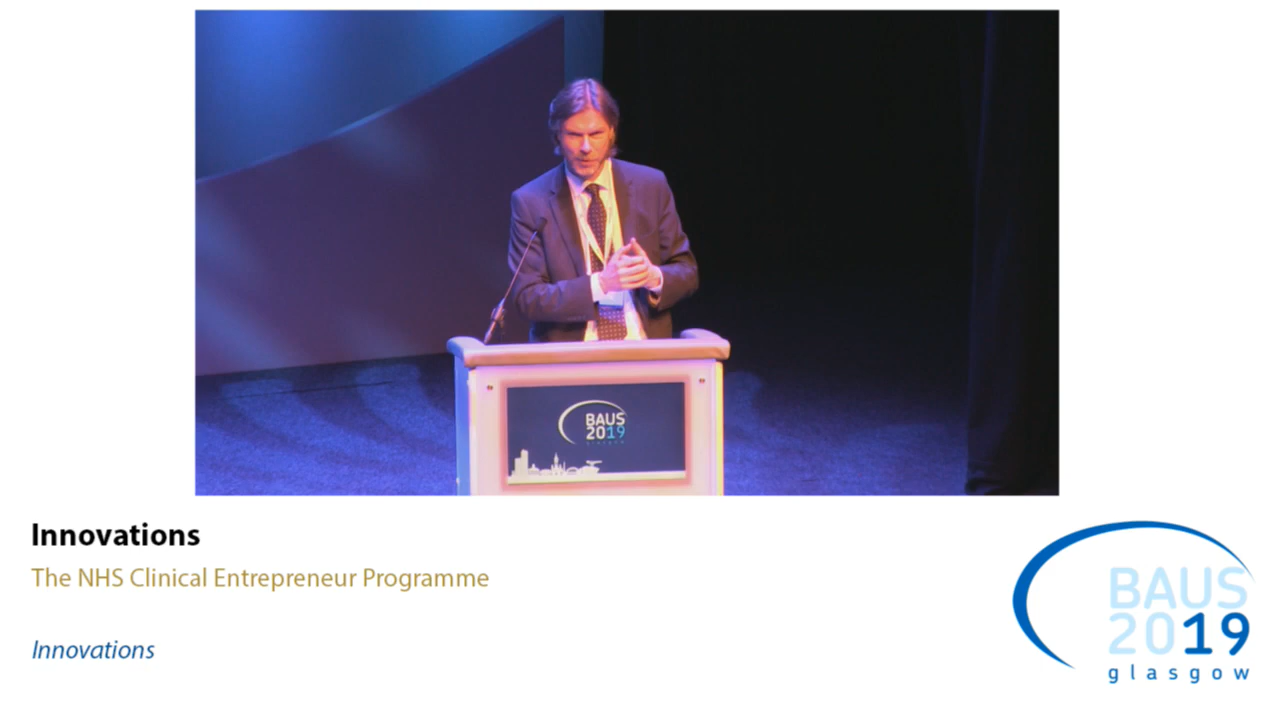 BAUS
2019
Innovations
The NHS Clinical Entrepreneur Programme
Innovations
BAUS
2019
glasgow